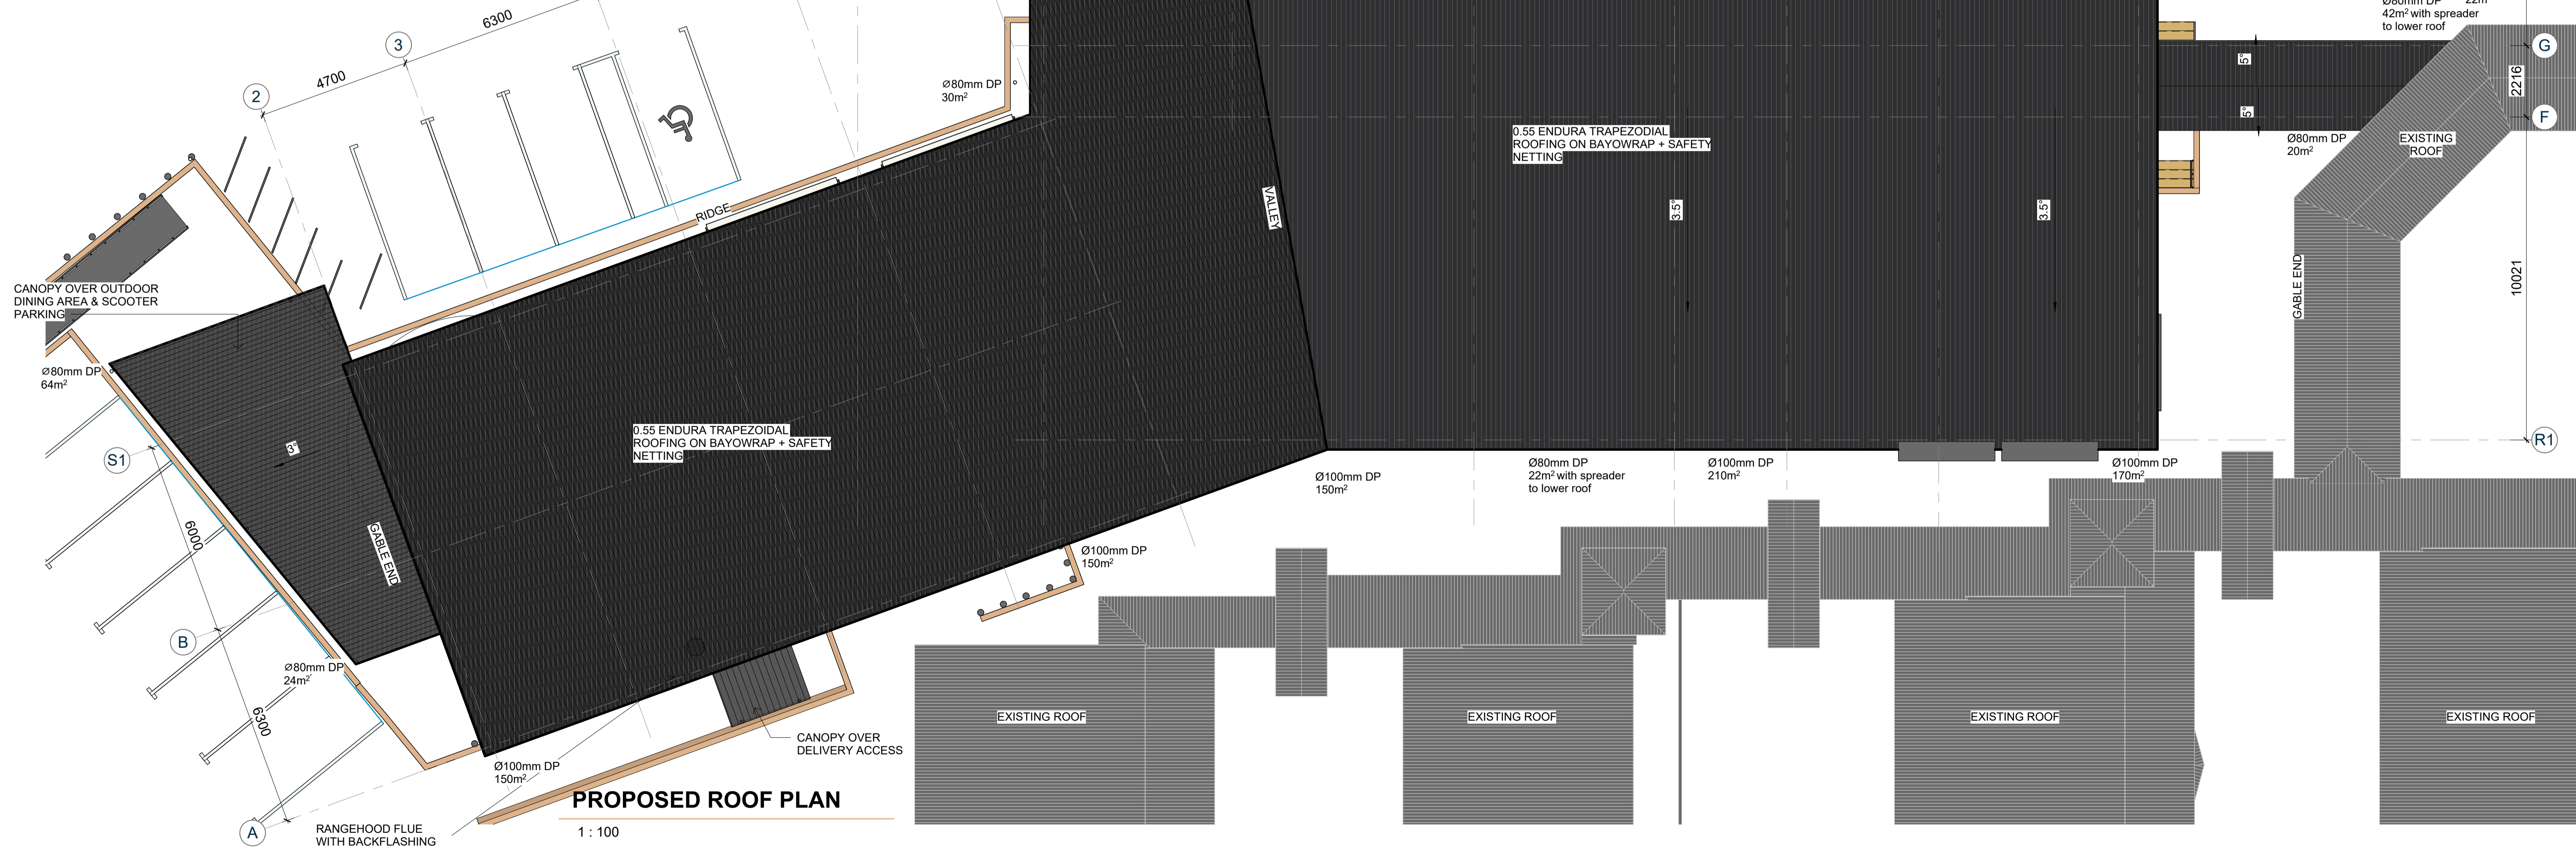 6300
Ø80mm DP 22m²
42m² with spreader
to lower roof
3
G
4700
5°
2216
2
Ø80mm DP
30m²
5°
F
0.55 ENDURA TRAPEZODIAL
ROOFING ON BAYOWRAP + SAFETY
NETTING
Ø80mm DP
20m²
EXISTING
ROOF
RIDGE
VALLEY
3.5°
3.5°
GABLE END
10021
CANOPY OVER OUTDOOR
DINING AREA & SCOOTER
PARKING
Ø80mm DP
64m²
0.55 ENDURA TRAPEZOIDAL
ROOFING ON BAYOWRAP + SAFETY
NETTING
3°
S1
R1
Ø100mm DP
150m²
Ø80mm DP
22m² with spreader
to lower roof
Ø100mm DP
210m²
Ø100mm DP
170m²
6000
GABLE END
Ø100mm DP
150m²
B
Ø80mm DP
24m²
6300
EXISTING ROOF
EXISTING ROOF
EXISTING ROOF
EXISTING ROOF
CANOPY OVER
DELIVERY ACCESS
Ø100mm DP
150m²
PROPOSED ROOF PLAN
1 : 100
A
RANGEHOOD FLUE
WITH BACKFLASHING